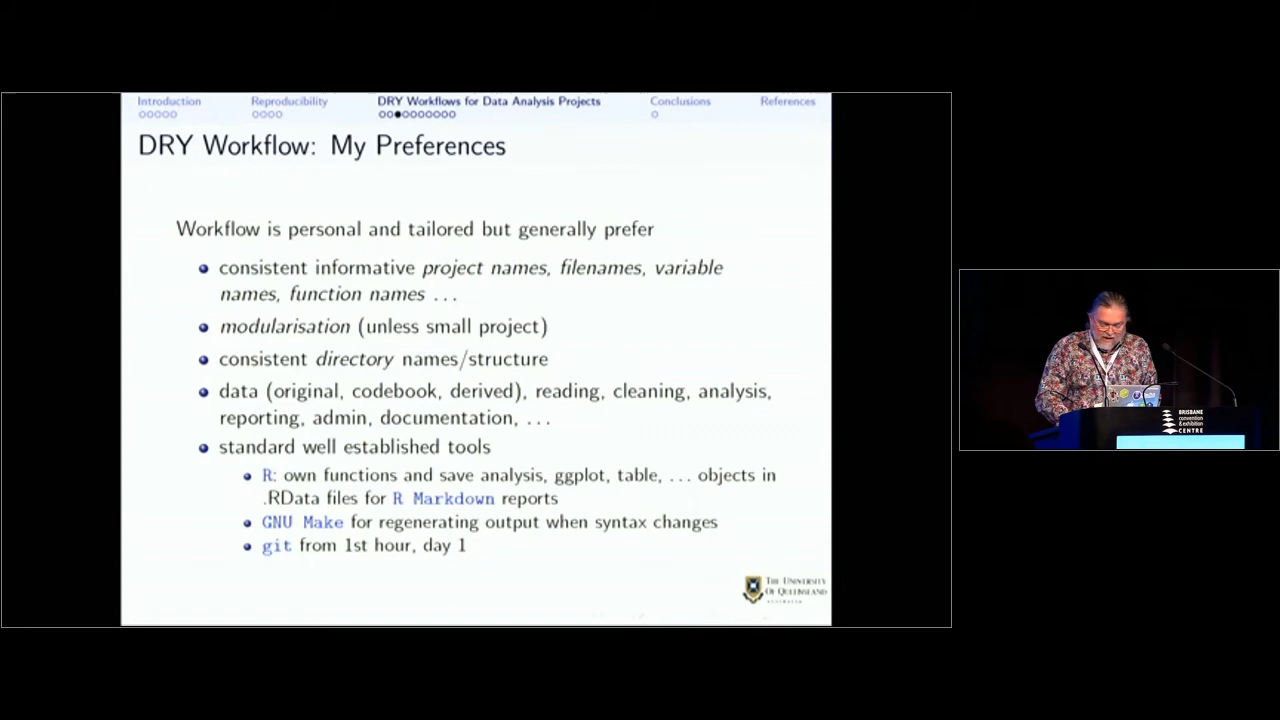 Introduction
Reproducibility
DRY Workflows for Data Analysis Projects
Conclusions
References
DRY Workflow: My Preferences
Workflow is personal and tailored but generally prefer
consistent informative project names, filenames, variable
names, function names ...
modularisation (unless small project)
consistent directory names/structure
data (original, codebook, derived), reading, cleaning, analysis,
reporting, admin, documentation, ...
standard well established tools
R: own functions and save analysis, ggplot, table, ... objects in
.RData files for R Markdown reports
GNU Make for regenerating output when syntax changes
git from 1st hour, day 1
THE UNIVERSITY
OF QUEENSLAND
AUSTRALIA
BRISBANE
convention
& exhibition
CENTRE